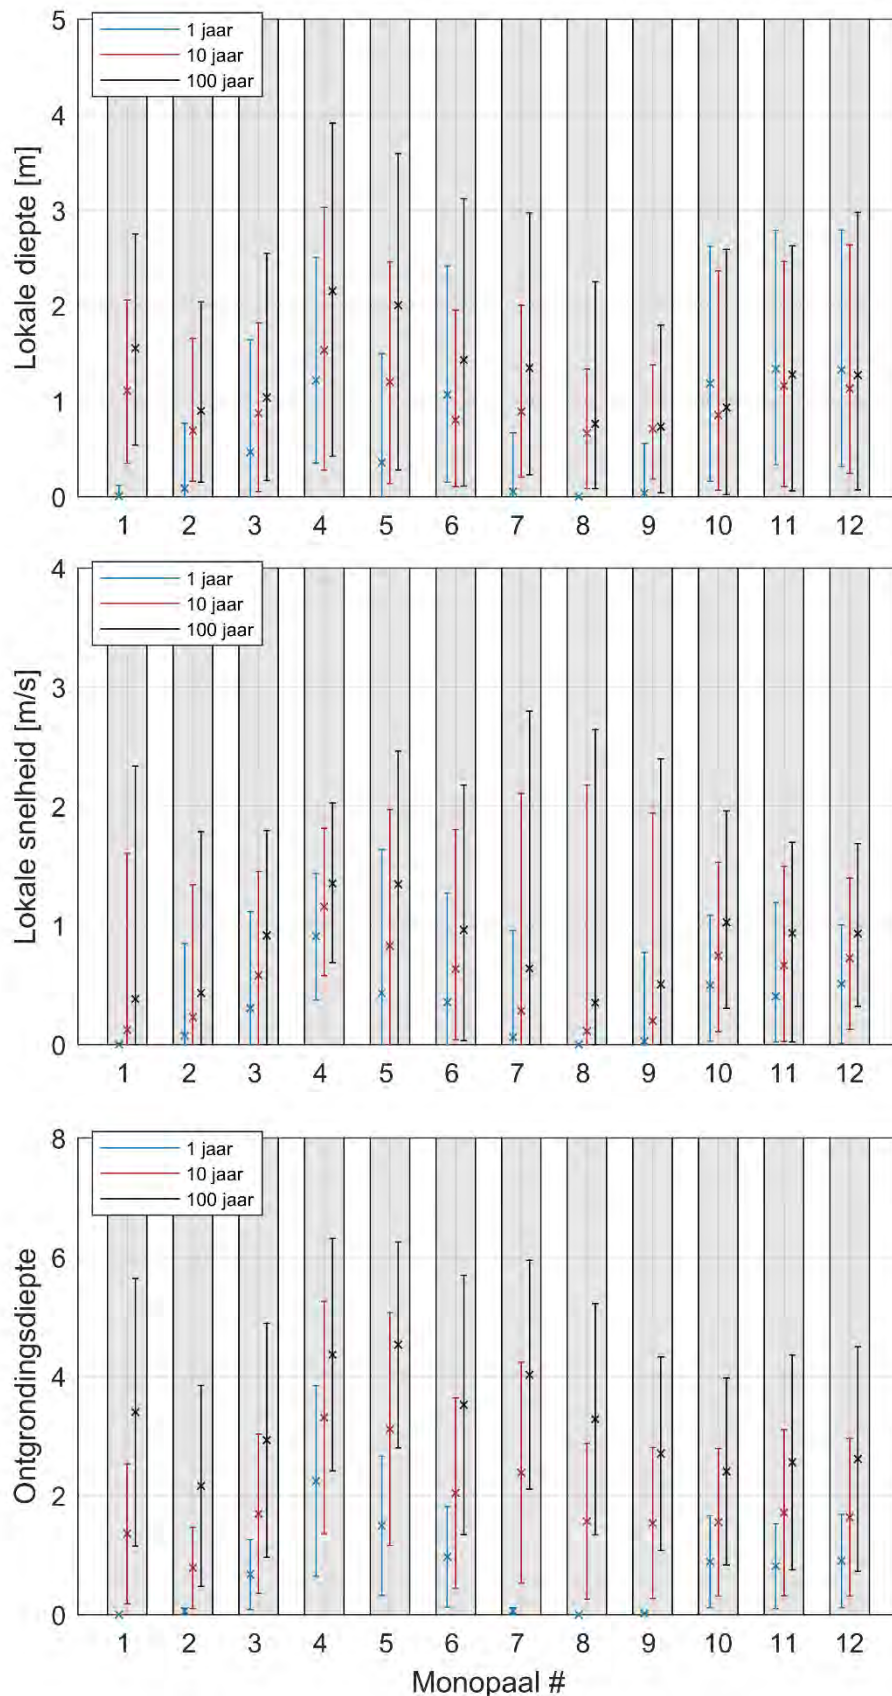 1 jaar
10 jaar
100 jaar
Lokale diepte [m]
5
4
3
2
1
0
1 2 3 4 5 6 7 8 9 10 11 12
1 jaar
10 jaar
100 jaar
Lokale snelheid [m/s]
4
3
2
1
0
1 2 3 4 5 6 7 8 9 10 11 12
1 jaar
10 jaar
100 jaar
Ontgrondingsdiepte
8
6
4
2
0
1 2 3 4 5 6 7 8 9 10 11 12
Monopaal #